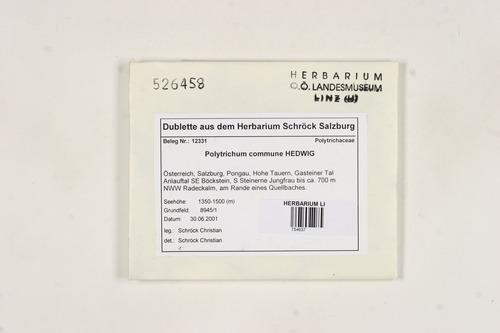 526458
HERBARIUM
O.Ö. LANDESMUSEUM
LINZ
Dublette aus dem Herbarium Schröck Salzburg
Beleg Nr.: 12331 Polytrichaceae
Polytrichum commune HEDWIG
Österreich, Salzburg, Pongau, Hohe Tauern, Gasteiner Tal
Anlauftal SE Böckstein, S Steinerne Jungfrau bis ca. 700 m
NWW Radeckalm, am Rande eines Quellbaches.
Seehöhe: 1350-1500 (m)
Grundfeld: 8945/1
Datum: 30.06.2001
leg.: Schröck Christian
det.: Schröck Christian
HERBARIUM LI
754637